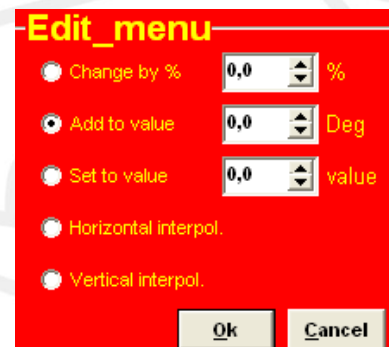 Edit_menu
Change by % 0,0 %
Add to value 0,0 Deg
Set to value 0,0 value
Horizontal interpol.
Vertical interpol.
Ok Cancel